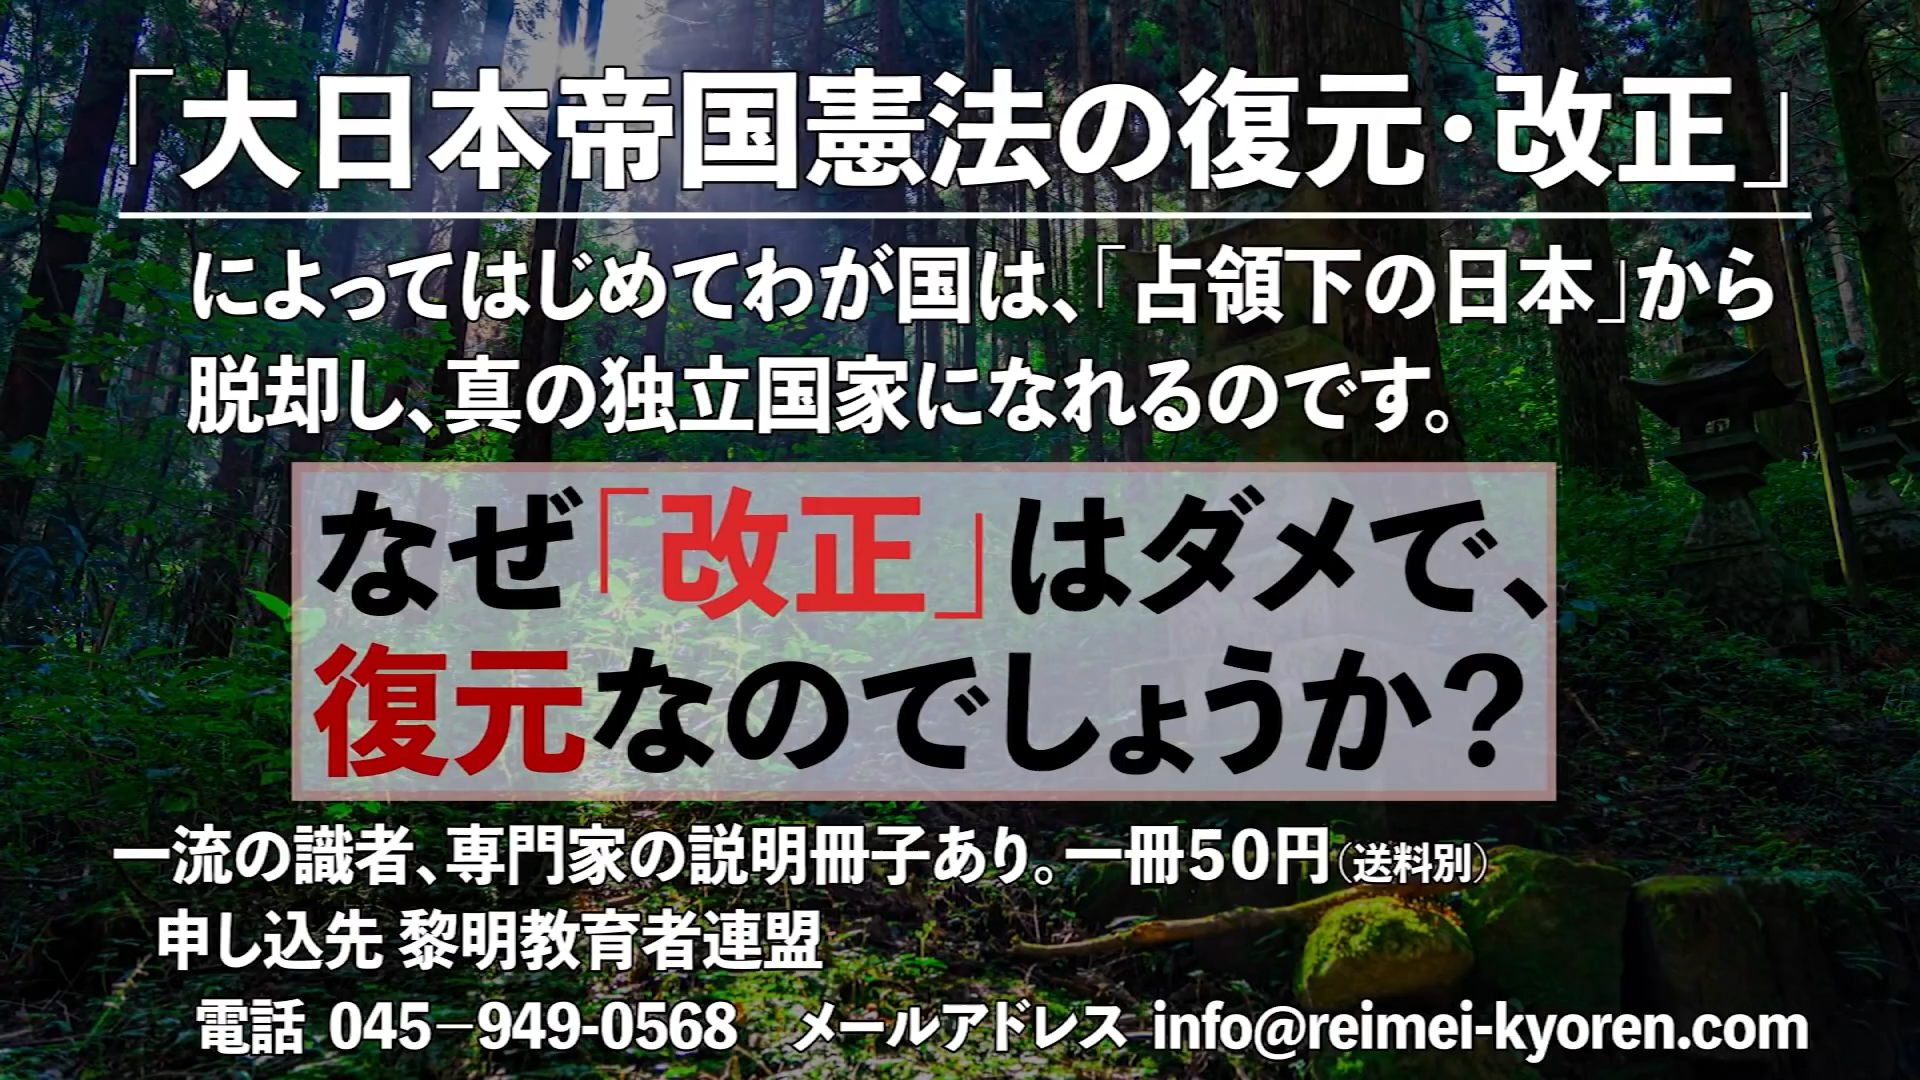 「大日本帝国憲法の復元・改正」
によってはじめてわが国は、「占領下の日本」から
脱却し、真の独立国家になれるのです。
なぜ「改正」はダメで、
復元なのでしょうか？
一流の識者、専門家の説明冊子あり。一冊５０円（送料別）
申し込先 黎明教育者連盟
電話 045－949-0568　メールアドレス info@reimei-kyoren.com